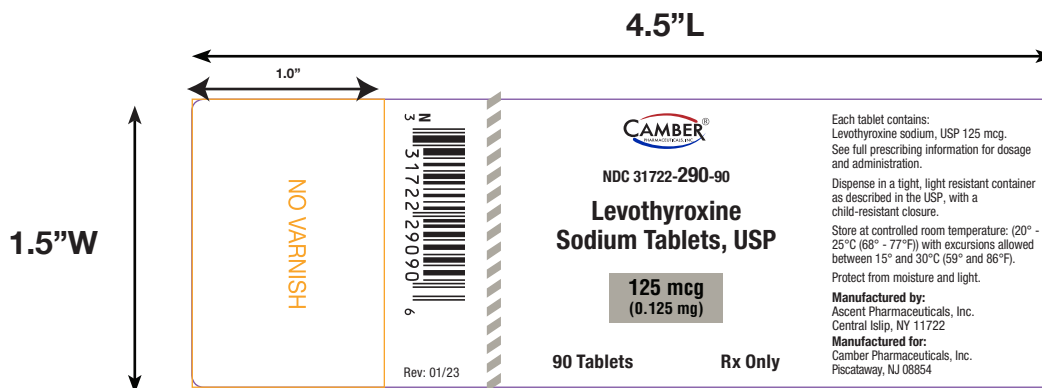 4.5”L
1.0”
1.5”W
NO VARNISH
N
3
31722 29090
6
Rev: 01/23
CAMBER®
PHARMACEUTICALS, INC
NDC 31722-290-90
Levothyroxine
Sodium Tablets, USP
125 mcg
(0.125 mg)
90 Tablets Rx Only
Each tablet contains:
Levothyroxine sodium, USP 125 mcg.
See full prescribing information for dosage
and administration.
Dispense in a tight, light resistant container
as described in the USP, with a
child-resistant closure.
Store at controlled room temperature: (20° -
25°C (68° - 77°F)) with excursions allowed
between 15° and 30°C (59° and 86°F).
Protect from moisture and light.
Manufactured by:
Ascent Pharmaceuticals, Inc.
Central Islip, NY 11722
Manufactured for:
Camber Pharmaceuticals, Inc.
Piscataway, NJ 08854